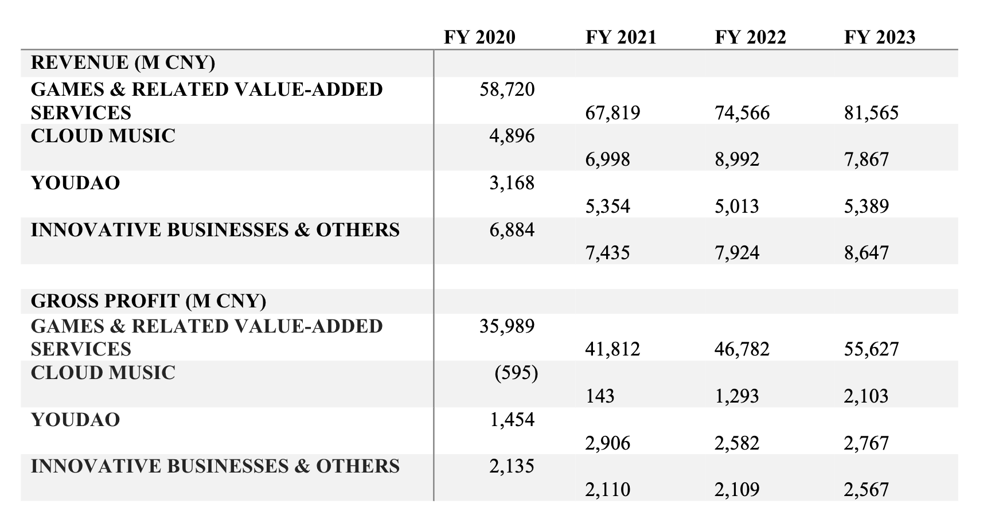 FY 2020 FY 2021 FY 2022 FY 2023
REVENUE (M CNY)
GAMES & RELATED VALUE-ADDED 58,720
SERVICES 67,819 74,566 81,565
CLOUD MUSIC 4,896
6,998 8,992 7,867
YOUDAO 3,168
5,354 5,013 5,389
INNOVATIVE BUSINESSES & OTHERS 6,884
7,435 7,924 8,647
GROSS PROFIT (M CNY)
GAMES & RELATED VALUE-ADDED 35,989
SERVICES 41,812 46,782 55,627
CLOUD MUSIC (595)
143 1,293 2,103
YOUDAO 1,454
2,906 2,582 2,767
INNOVATIVE BUSINESSES & OTHERS 2,135
2,110 2,109 2,567